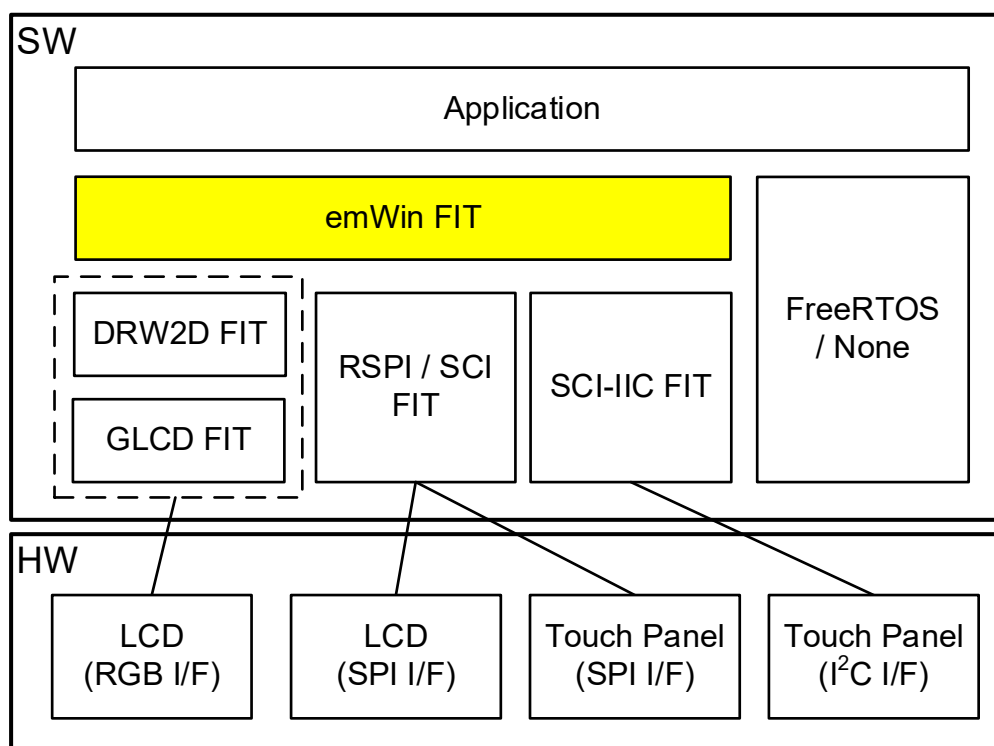 SW
Application
emWin FIT
DRW2D FIT
GLCD FIT
RSPI / SCI
FIT
SCI-IIC FIT
FreeRTOS
/ None
HW
LCD
(RGB I/F)
LCD
(SPI I/F)
Touch Panel
(SPI I/F)
Touch Panel
(I²C I/F)